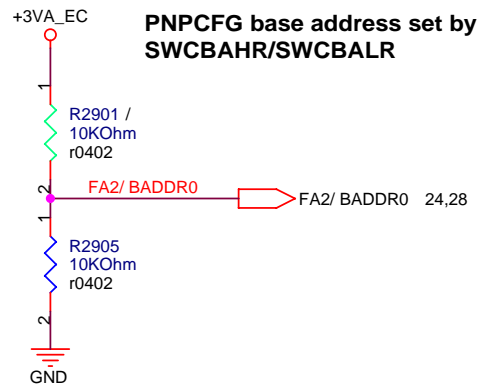 +3VA_EC
PNPCFG base address set by
SWCBAHR/SWCBALR
1
R2901 /
10KOhm
r0402
2
FA2/ BADDR0
FA2/ BADDR0 24,28
1
R2905
10KOhm
r0402
2
GND